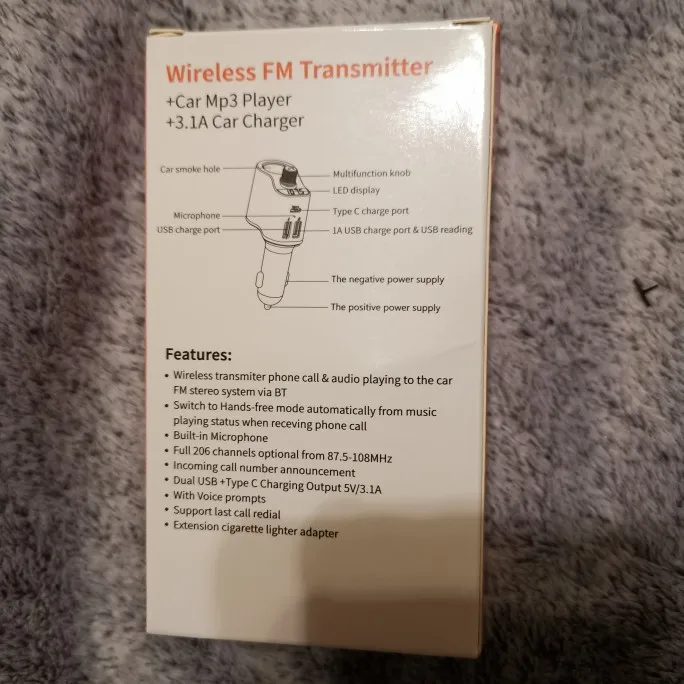 Wireless FM Transmitter
+Car Mp3 Player
+3.1A Car Charger
Car smoke hole
Multifunction knob
LED display
Type C charge port
Microphone
USB charge port
1A USB charge port & USB reading
The negative power supply
The positive power supply
Features:
• Wireless transmiter phone call & audio playing to the car
FM stereo system via BT
• Switch to Hands-free mode automatically from music
playing status when receving phone call
• Built-in Microphone
• Full 206 channels optional from 87.5-108MHz
• Incoming call number announcement
• Dual USB +Type C Charging Output 5V/3.1A
• With Voice prompts
• Support last call redial
• Extension cigarette lighter adapter